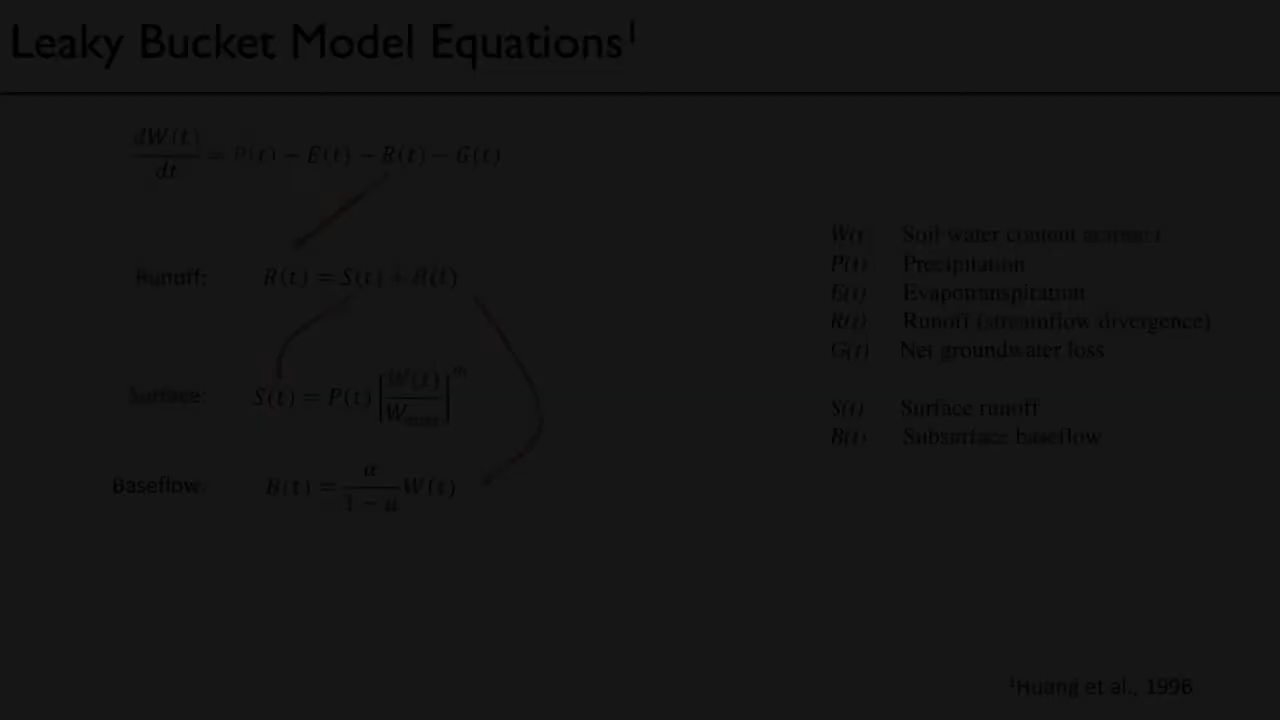 Leaky Bucket Model Equations¹
dW(t)/dt = P(t) − E(t) − R(t) − G(t)
Runoff: R(t) = S(t) + B(t)
Surface: S(t) = P(t) [W(t)/Wmax]^m
Baseflow: B(t) = α/(1 − μ) W(t)
W(t) Soil water content
P(t) Precipitation
E(t) Evapotranspiration
R(t) Runoff (streamflow divergence)
G(t) Net groundwater loss
S(t) Surface runoff
B(t) Subsurface baseflow
¹Huang et al., 1996